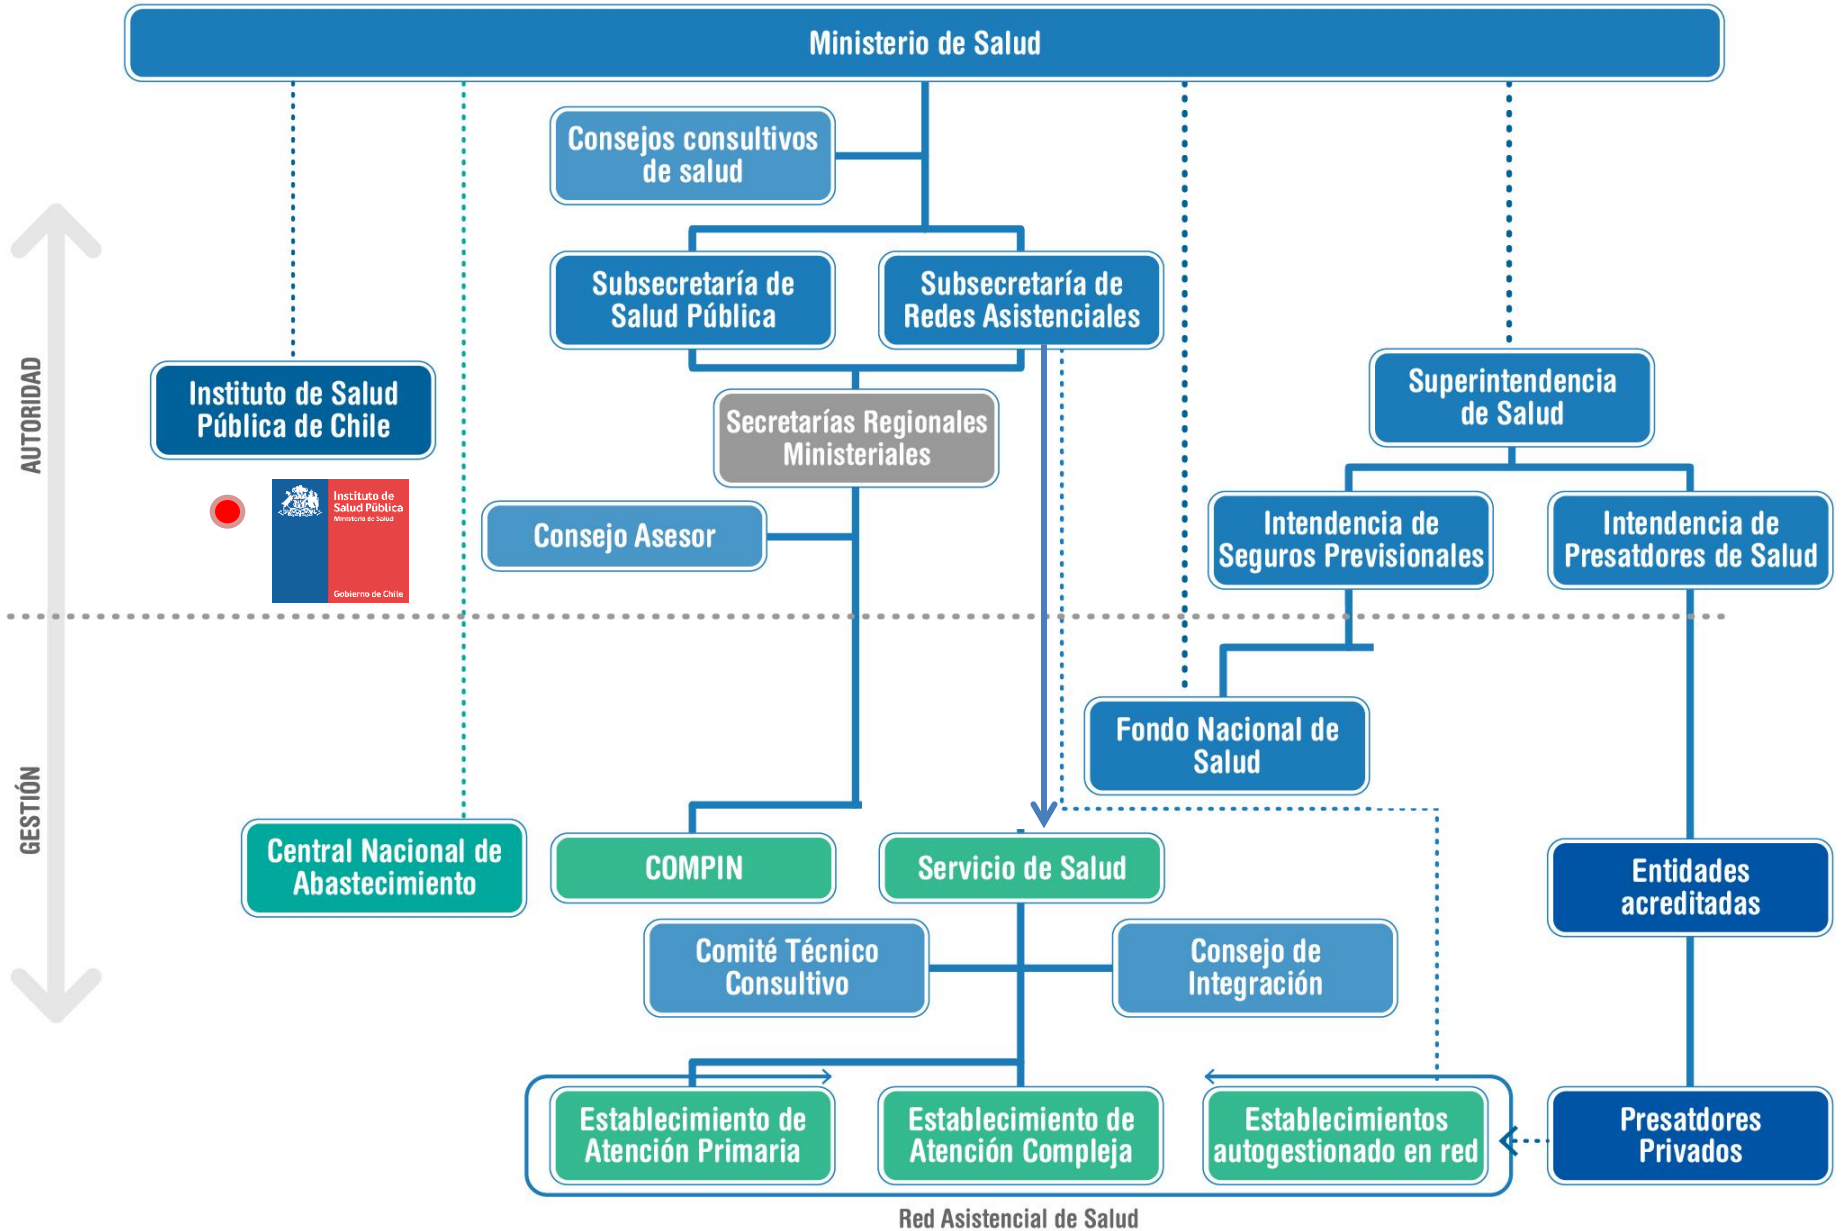 Ministerio de Salud
Consejos consultivos
de salud
Subsecretaría de
Salud Pública
Subsecretaría de
Redes Asistenciales
AUTORIDAD
Instituto de Salud
Pública de Chile
Secretarías Regionales
Ministeriales
Superintendencia
de Salud
Instituto de
Salud Pública
Ministerio de Salud
Gobierno de Chile
Consejo Asesor
Intendencia de
Seguros Previsionales
Intendencia de
Presatdores de Salud
GESTIÓN
Fondo Nacional de
Salud
Central Nacional de
Abastecimiento
COMPIN
Servicio de Salud
Entidades
acreditadas
Comité Técnico
Consultivo
Consejo de
Integración
Establecimiento de
Atención Primaria
Establecimiento de
Atención Compleja
Establecimientos
autogestionado en red
Presatdores
Privados
Red Asistencial de Salud